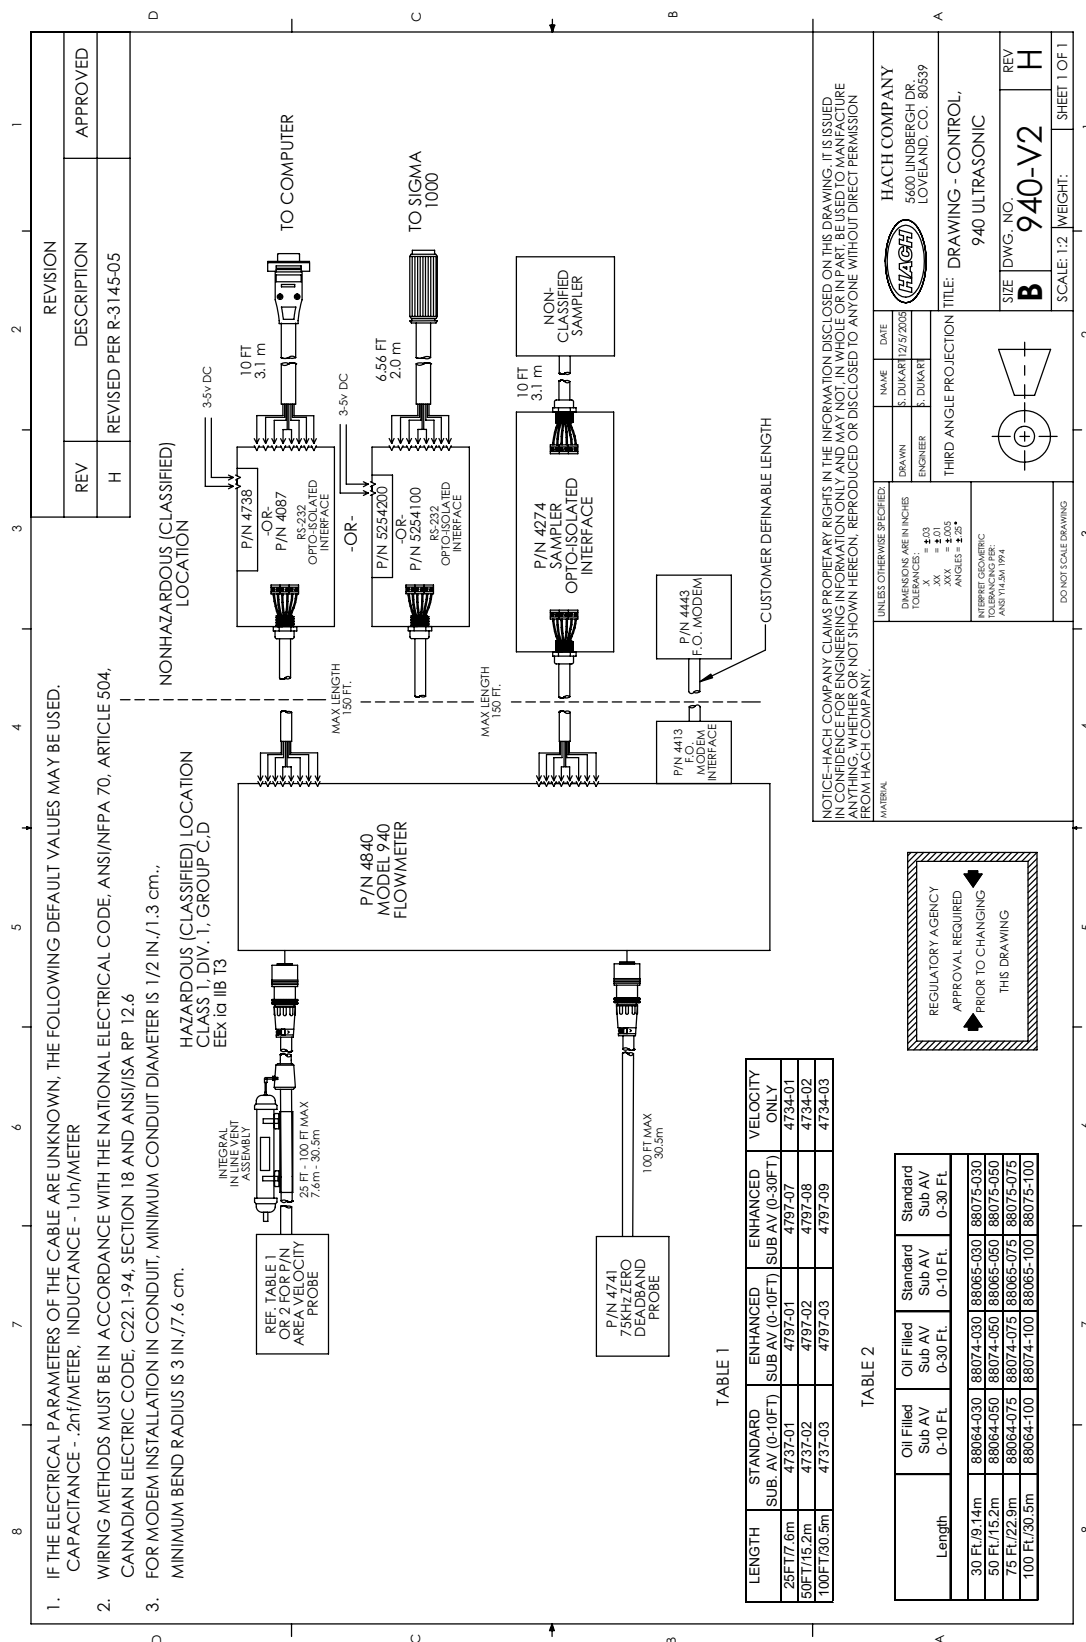 1. IF THE ELECTRICAL PARAMETERS OF THE CABLE ARE UNKNOWN, THE FOLLOWING DEFAULT VALUES MAY BE USED.
CAPACITANCE - .2nf/METER, INDUCTANCE - 1uh/METER
2. WIRING METHODS MUST BE IN ACCORDANCE WITH THE NATIONAL ELECTRICAL CODE, ANSI/NFPA 70, ARTICLE 504,
CANADIAN ELECTRIC CODE, C22.1-94, SECTION 18 AND ANSI/ISA RP 12.6
3. FOR MODEM INSTALLATION IN CONDUIT, MINIMUM CONDUIT DIAMETER IS 1/2 IN./1.3 cm.,
MINIMUM BEND RADIUS IS 3 IN./7.6 cm.
REVISION
REV DESCRIPTION APPROVED
H REVISED PER R-3145-05
8 7 6 5 4 3 2 1
D
C
B
A
HAZARDOUS (CLASSIFIED) LOCATION
CLASS 1, DIV. 1, GROUP C,D
EEx ia IIB T3
NONHAZARDOUS (CLASSIFIED)
LOCATION
INTEGRAL
IN LINE VENT
ASSEMBLY
25 FT - 100 FT MAX
7.6m - 30.5m
REF. TABLE 1
OR 2 FOR P/N
AREA VELOCITY
PROBE
P/N 4741
75KHz ZERO
DEADBAND
PROBE
100 FT MAX
30.5m
P/N 4840
MODEL 940
FLOWMETER
MAX LENGTH
150 FT.
MAX LENGTH
150 FT.
3-5v DC
P/N 4738
-OR-
P/N 4087
RS-232
OPTO-ISOLATED
INTERFACE
10 FT
3.1 m
TO COMPUTER
-OR-
3-5v DC
P/N 5254200
-OR-
P/N 5254100
RS-232
OPTO-ISOLATED
INTERFACE
6.56 FT
2.0 m
TO SIGMA
1000
P/N 4274
SAMPLER
OPTO-ISOLATED
INTERFACE
10 FT
3.1 m
NON-
CLASSIFIED
SAMPLER
P/N 4413
F.O.
MODEM
INTERFACE
P/N 4443
F.O. MODEM
CUSTOMER DEFINABLE LENGTH
TABLE 1
LENGTH STANDARD SUB. AV (0-10FT) ENHANCED SUB AV (0-10FT) ENHANCED SUB AV (0-30FT) VELOCITY ONLY
25FT/7.6m 4737-01 4797-01 4797-07 4734-01
50FT/15.2m 4737-02 4797-02 4797-08 4734-02
100FT/30.5m 4737-03 4797-03 4797-09 4734-03
TABLE 2
Length Oil Filled Sub AV 0-10 Ft. Oil Filled Sub AV 0-30 Ft. Standard Sub AV 0-10 Ft. Standard Sub AV 0-30 Ft.
30 Ft./9.14m 88064-030 88074-030 88065-030 88075-030
50 Ft./15.2m 88064-050 88074-050 88065-050 88075-050
75 Ft./22.9m 88064-075 88074-075 88065-075 88075-075
100 Ft./30.5m 88064-100 88074-100 88065-100 88075-100
REGULATORY AGENCY
APPROVAL REQUIRED
PRIOR TO CHANGING
THIS DRAWING
NOTICE--HACH COMPANY CLAIMS PROPIETARY RIGHTS IN THE INFORMATION DISCLOSED ON THIS DRAWING. IT IS ISSUED
IN CONFIDENCE FOR ENGINEERING INFORMATION ONLY AND MAY NOT, IN WHOLE OR IN PART, BE USED TO MANFACTURE
ANYTHING, WHETHER OR NOT SHOWN HEREON, REPRODUCED OR DISCLOSED TO ANYONE WITHOUT DIRECT PERMISSION
FROM HACH COMPANY.
MATERIAL
UNLESS OTHERWISE SPECIFIED:
DIMENSIONS ARE IN INCHES
TOLERANCES:
X = ±.03
.XX = ±.01
.XXX = ±.005
ANGLES = ±.25°
INTERPRET GEOMETRIC
TOLERANCING PER:
ANSI Y14.5M 1994
DO NOT SCALE DRAWING
NAME DATE
DRAWN S. DUKART 12/5/2005
ENGINEER S. DUKART
THIRD ANGLE PROJECTION
HACH
HACH COMPANY
5600 LINDBERGH DR.
LOVELAND, CO. 80539
TITLE: DRAWING - CONTROL,
940 ULTRASONIC
SIZE DWG. NO. REV
B 940-V2 H
SCALE: 1:2 WEIGHT: SHEET 1 OF 1
8 7 6 5 4 3 2 1
D
C
B
A